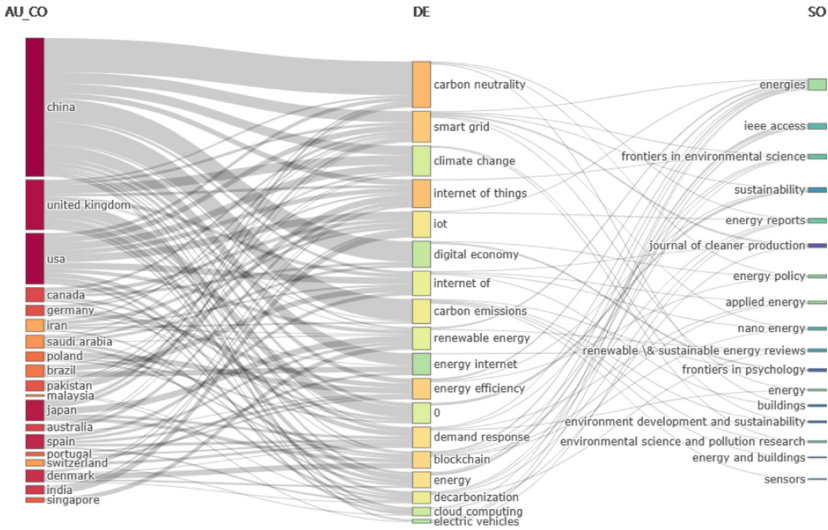 AU_CO
DE
SO
china
united kingdom
usa
canada
germany
iran
saudi arabia
poland
brazil
pakistan
malaysia
japan
australia
spain
portugal
switzerland
denmark
india
singapore
carbon neutrality
smart grid
climate change
internet of things
iot
digital economy
internet of
carbon emissions
renewable energy
energy internet
energy efficiency
0
demand response
blockchain
energy
decarbonization
cloud computing
electric vehicles
energies
ieee access
frontiers in environmental science
sustainability
energy reports
journal of cleaner production
energy policy
applied energy
nano energy
renewable \& sustainable energy reviews
frontiers in psychology
energy
buildings
environment development and sustainability
environmental science and pollution research
energy and buildings
sensors